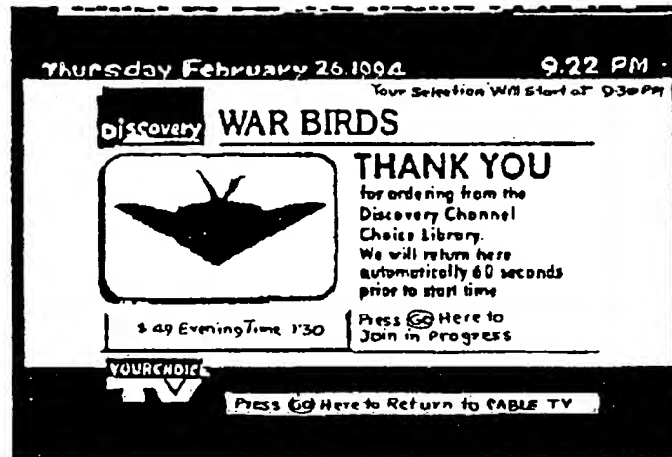 Thursday February 26.1994 9.22 PM
Your Selection Will Start at 9:30 PM
Discovery WAR BIRDS
THANK YOU
for ordering from the
Discovery Channel
Choice Library.
We will return here
automatically 60 seconds
prior to start time
$ .49 Evening Time 1'30
Press GO Here to
Join in Progress
YOUR CHOICE
TV
Press GO Here to Return to CABLE TV